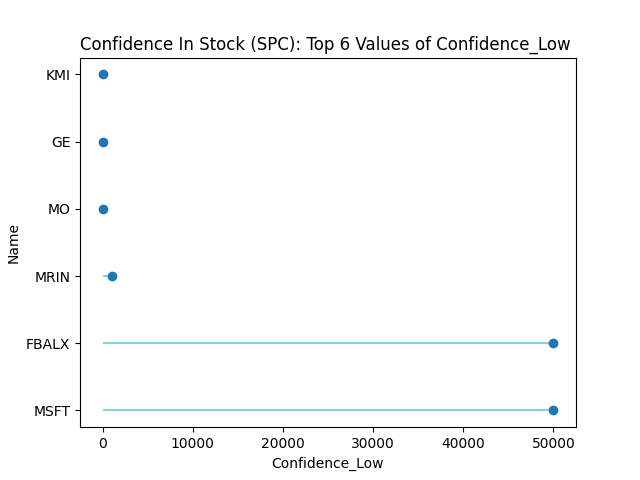 Confidence In Stock (SPC): Top 6 Values of Confidence_Low
KMI
GE
MO
MRIN
FBALX
MSFT
Name
0 10000 20000 30000 40000 50000
Confidence_Low